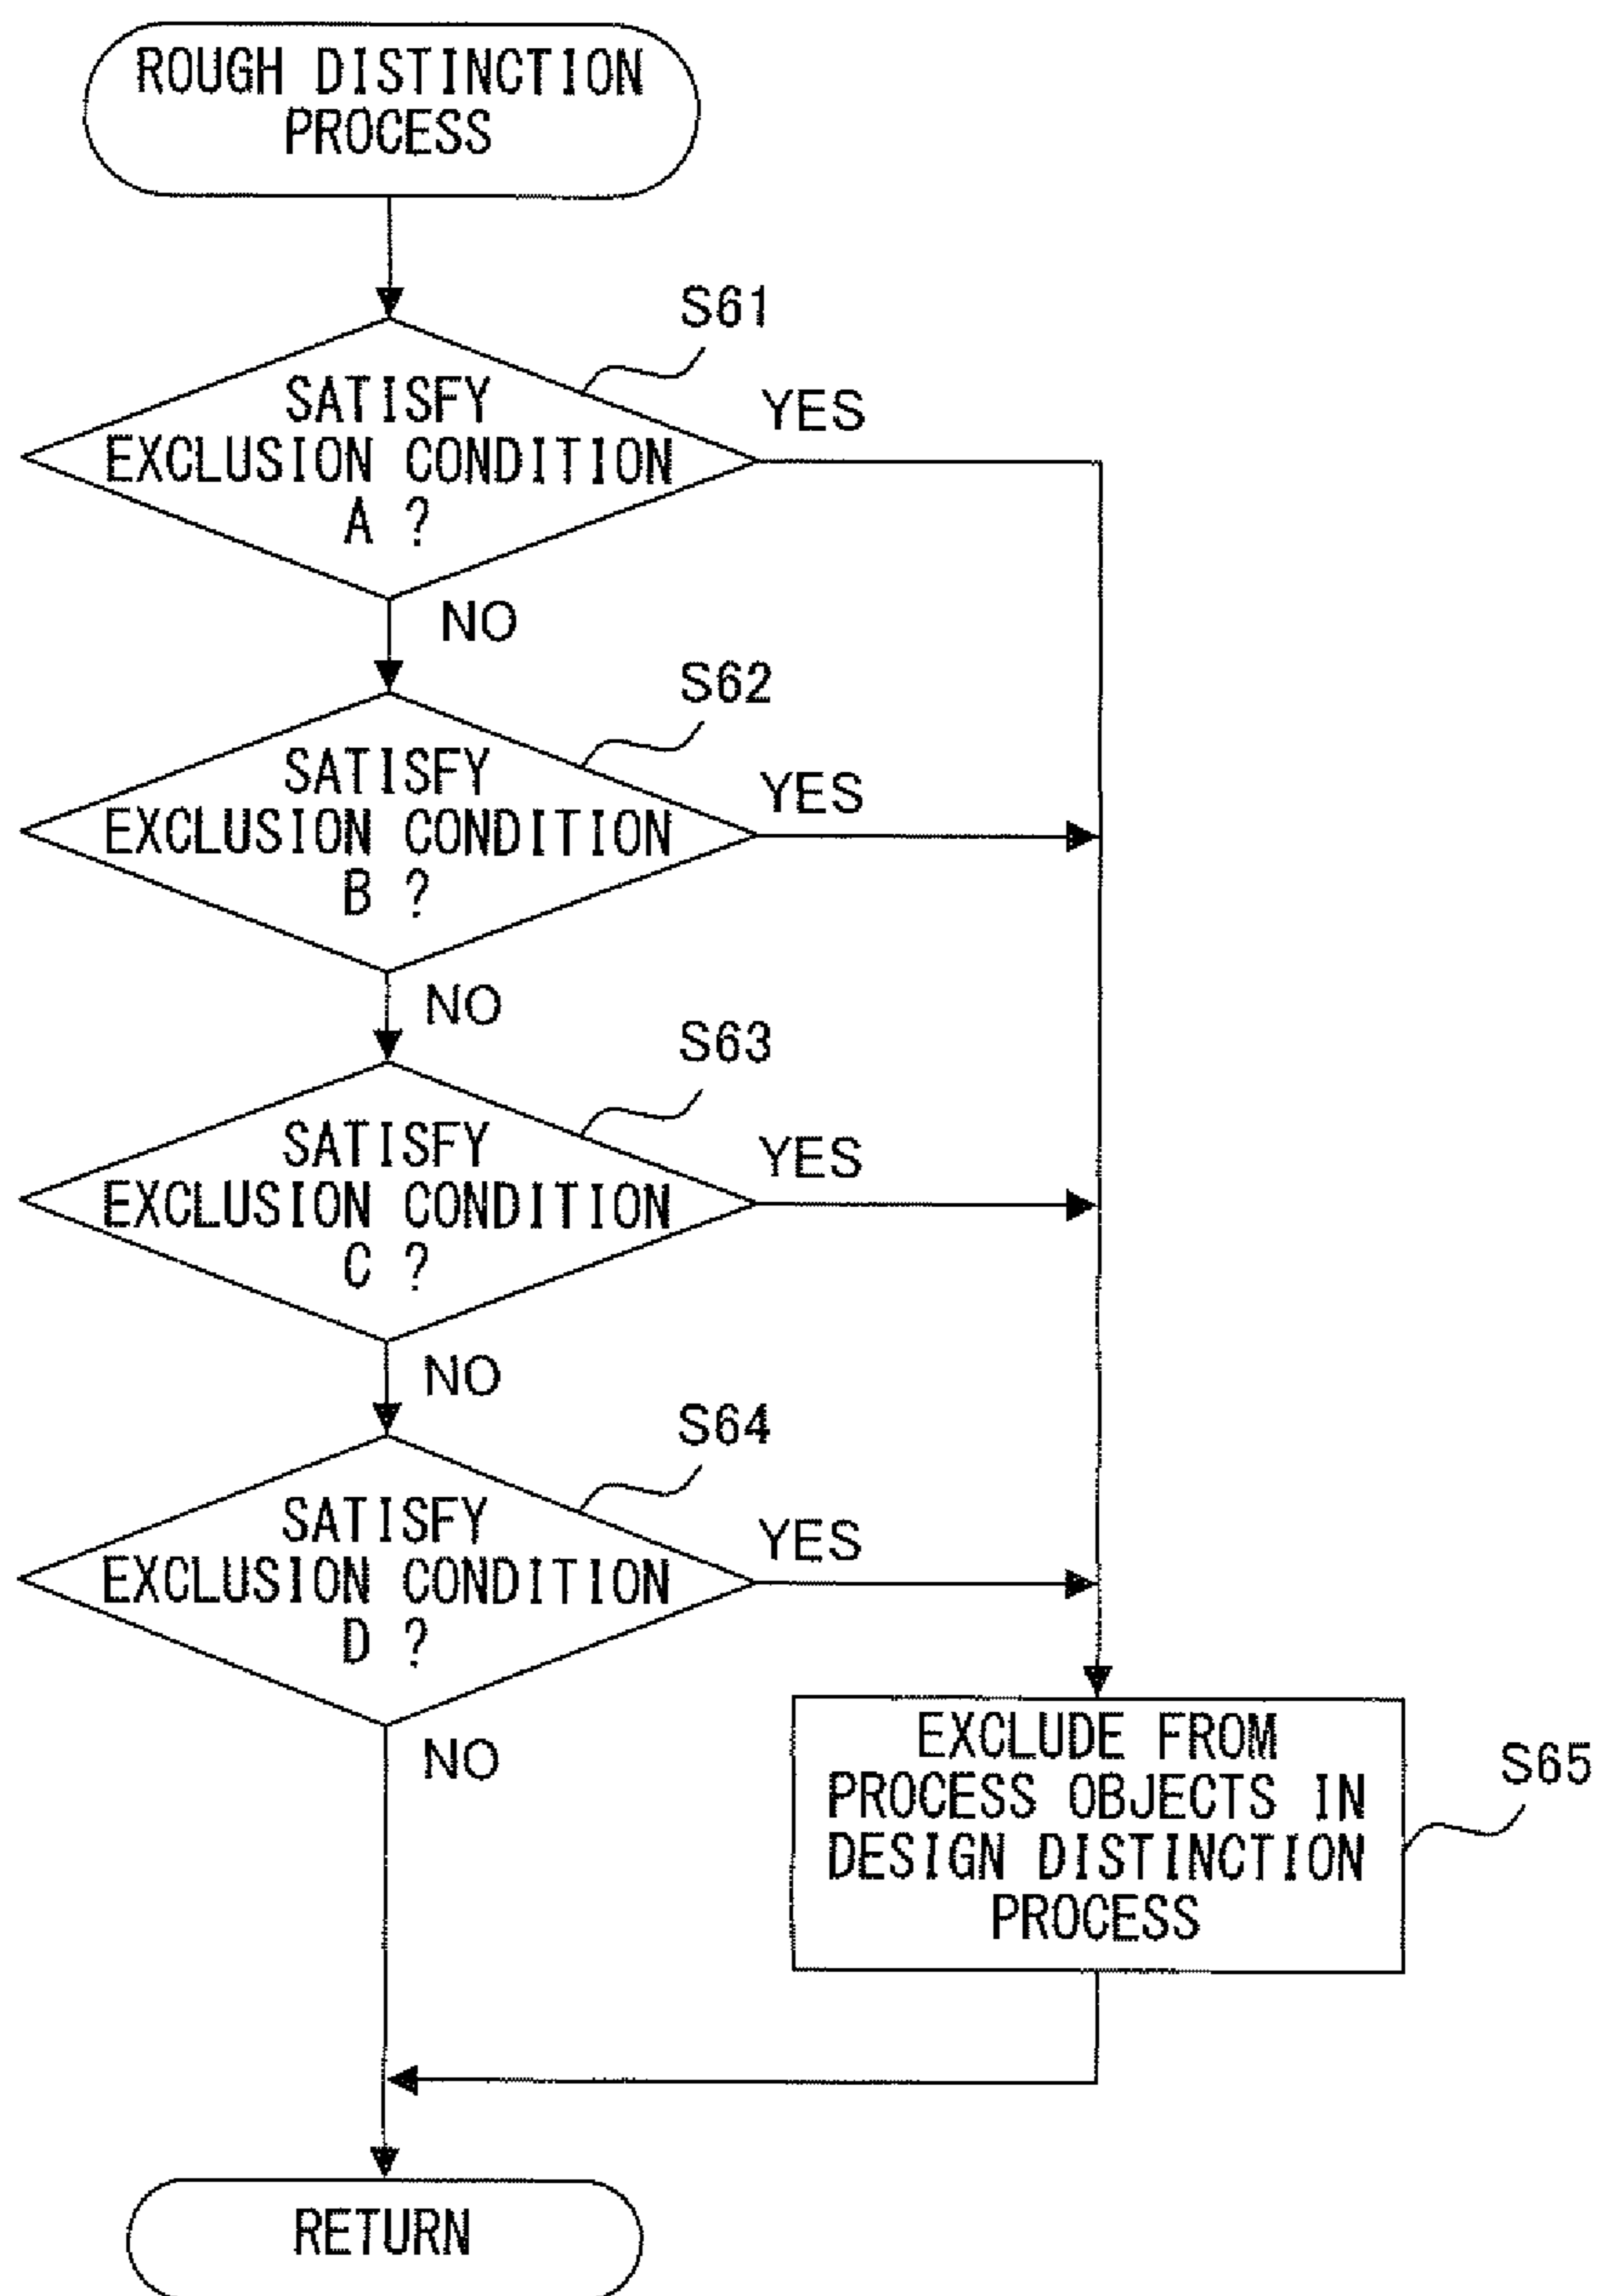 ROUGH DISTINCTION
PROCESS
S61
SATISFY
EXCLUSION CONDITION
A ?
YES
NO
S62
SATISFY
EXCLUSION CONDITION
B ?
YES
NO
S63
SATISFY
EXCLUSION CONDITION
C ?
YES
NO
S64
SATISFY
EXCLUSION CONDITION
D ?
YES
NO
EXCLUDE FROM
PROCESS OBJECTS IN
DESIGN DISTINCTION
PROCESS
S65
RETURN